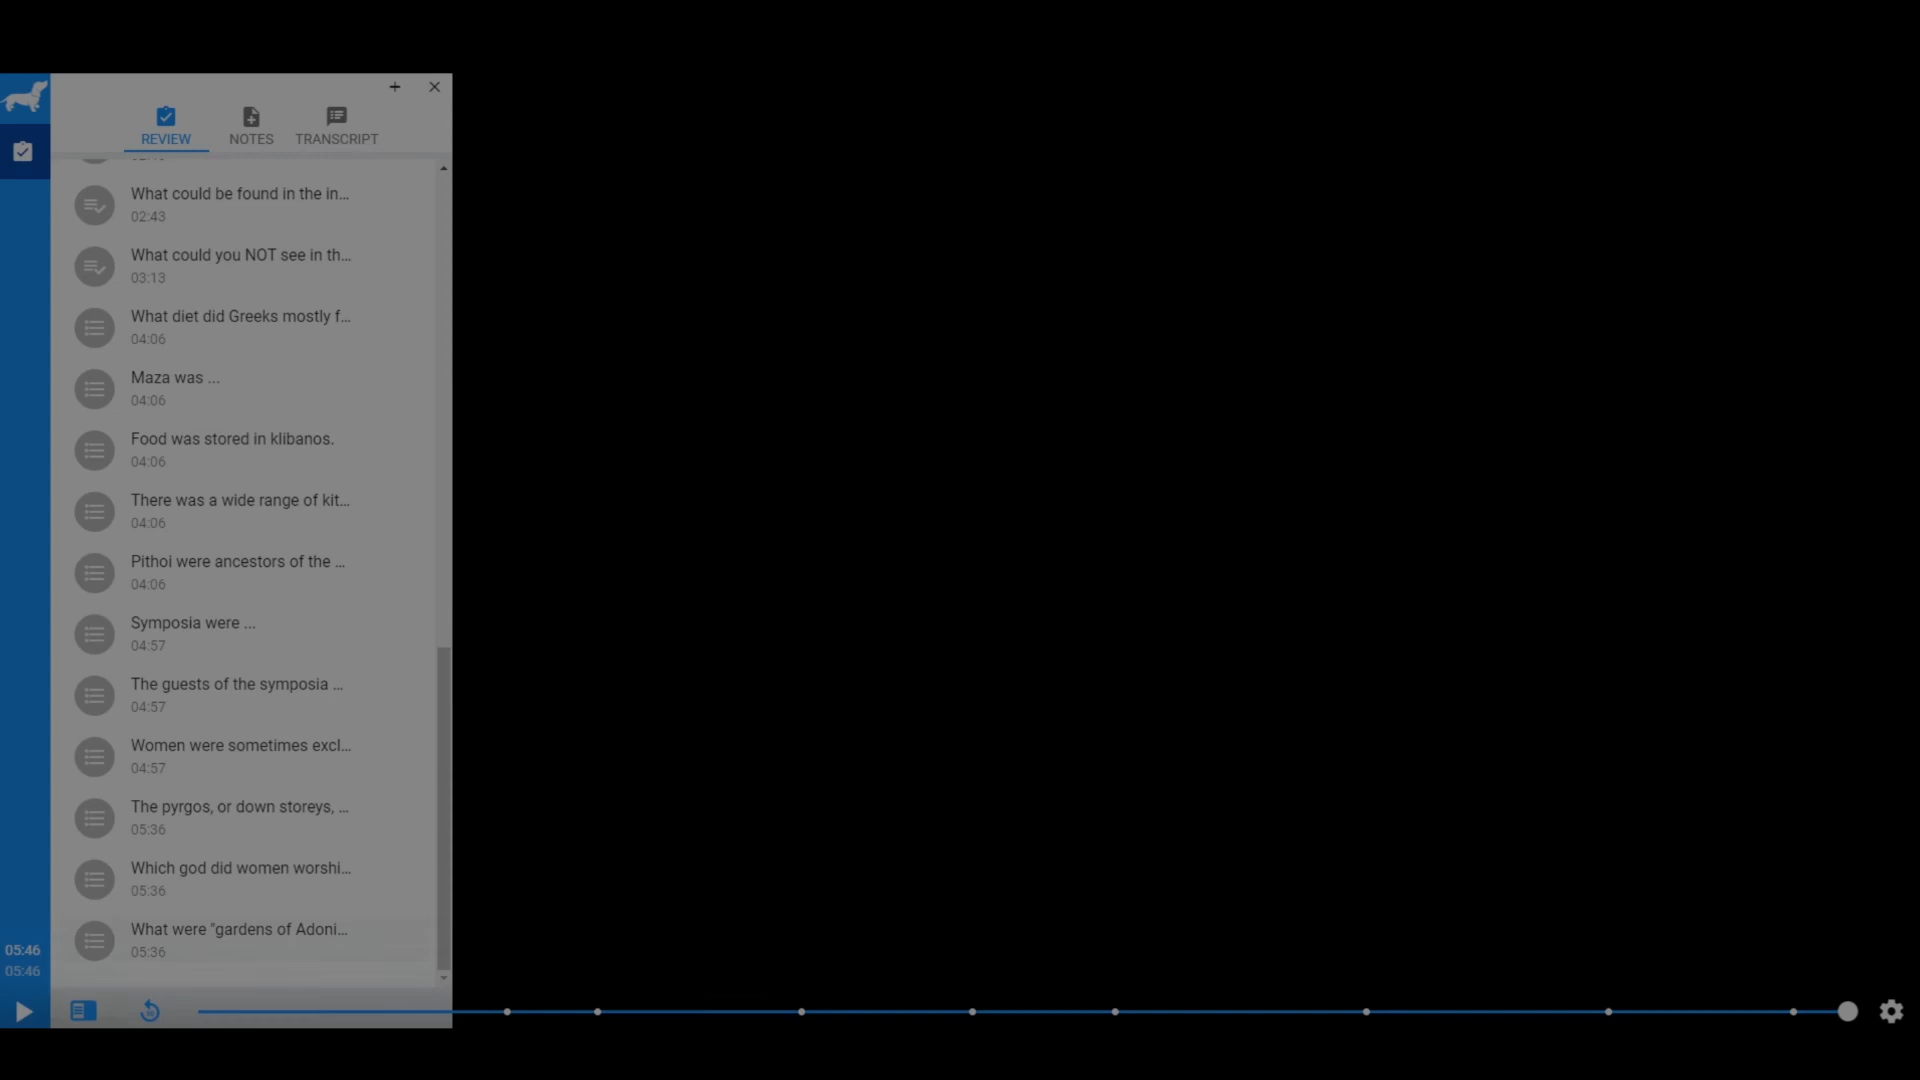 REVIEW
NOTES
TRANSCRIPT
What could be found in the in...
02:43
What could you NOT see in th...
03:13
What diet did Greeks mostly f...
04:06
Maza was ...
04:06
Food was stored in klibanos.
04:06
There was a wide range of kit...
04:06
Pithoi were ancestors of the ...
04:06
Symposia were ...
04:57
The guests of the symposia ...
04:57
Women were sometimes excl...
04:57
The pyrgos, or down storeys, ...
05:36
Which god did women worshi...
05:36
What were "gardens of Adoni...
05:36
05:46
05:46